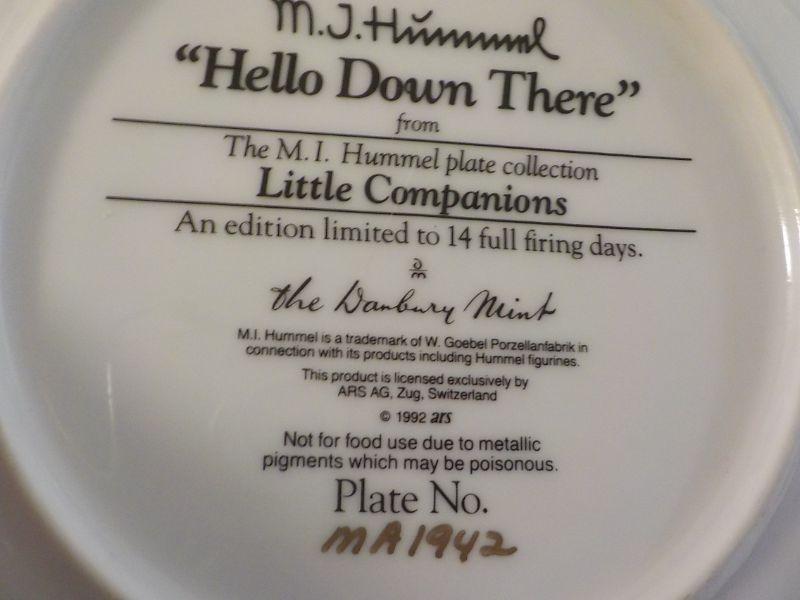 M.J. Hummel
“Hello Down There”
from
The M. I. Hummel plate collection
Little Companions
An edition limited to 14 full firing days.
the Danbury Mint
M.I. Hummel is a trademark of W. Goebel Porzellanfabrik in
connection with its products including Hummel figurines.
This product is licensed exclusively by
ARS AG, Zug, Switzerland
© 1992 ars
Not for food use due to metallic
pigments which may be poisonous.
Plate No.
MA1942